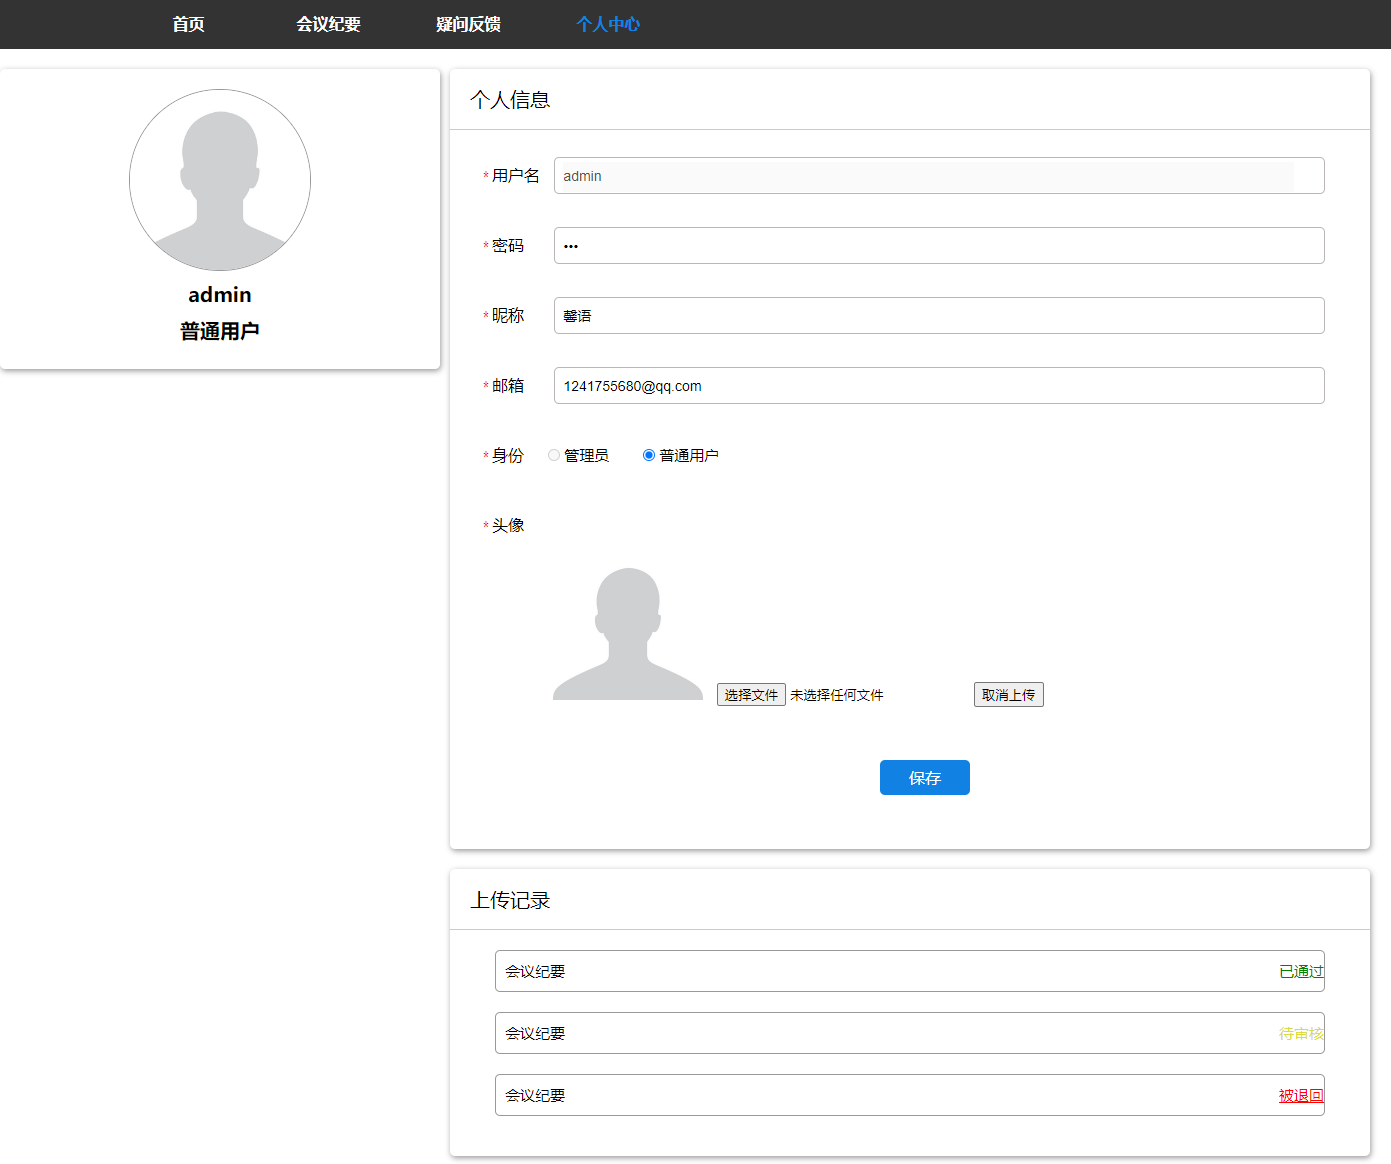 首页 会议纪要 疑问反馈 个人中心
admin
普通用户
个人信息
*用户名 admin
*密码 •••
*昵称 馨语
*邮箱 1241755680@qq.com
*身份 管理员 普通用户
*头像
选择文件 未选择任何文件 取消上传
保存
上传记录
会议纪要 已通过
会议纪要 待审核
会议纪要 被退回